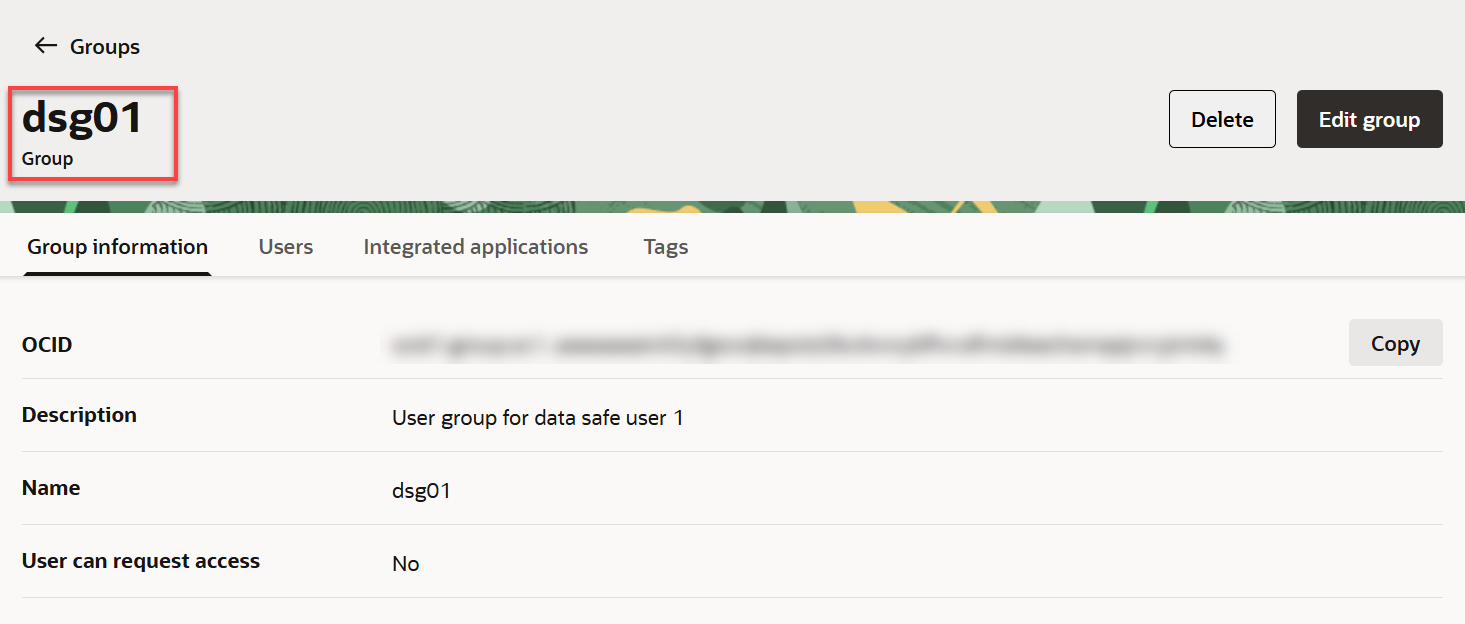 ← Groups
dsg01
Group
Delete
Edit group
Group information
Users
Integrated applications
Tags
OCID
Copy
Description
User group for data safe user 1
Name
dsg01
User can request access
No